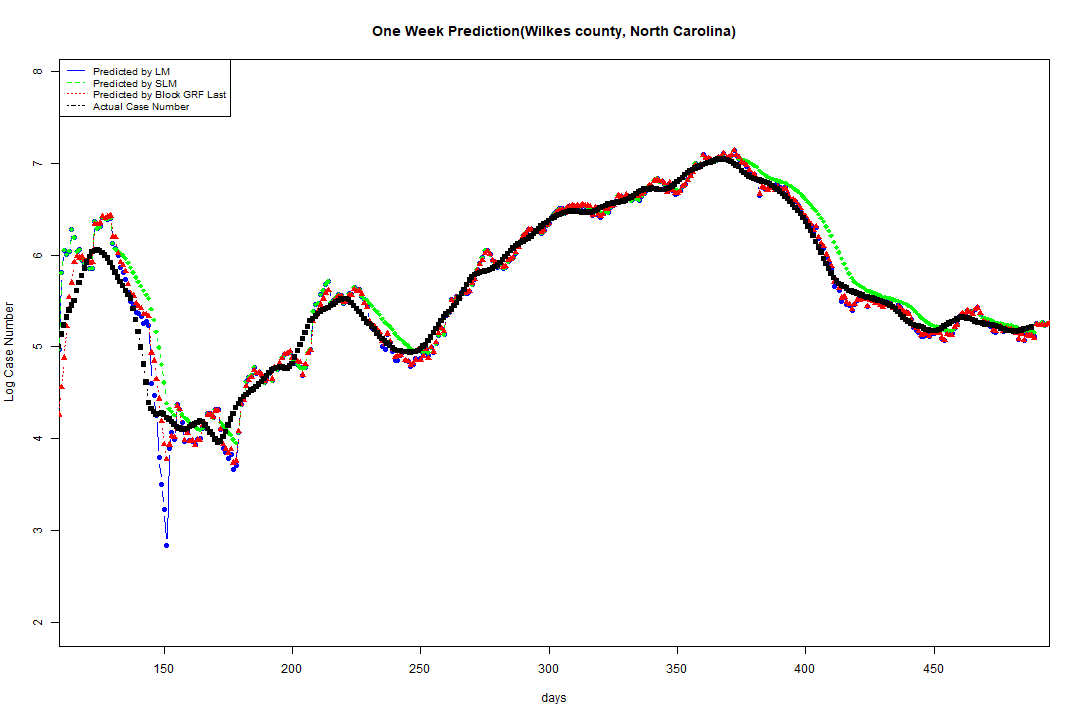 One Week Prediction(Wilkes county, North Carolina)
Predicted by LM
Predicted by SLM
Predicted by Block GRF Last
Actual Case Number
8
7
6
5
4
3
2
Log Case Number
150 200 250 300 350 400 450
days